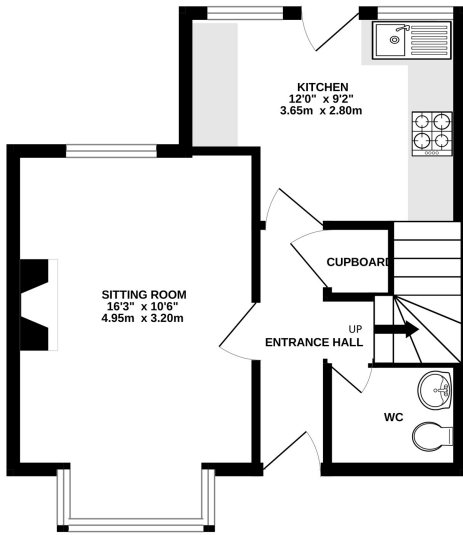 KITCHEN
12'0" x 9'2"
3.65m x 2.80m
CUPBOARD
SITTING ROOM
16'3" x 10'6"
4.95m x 3.20m
UP
ENTRANCE HALL
WC